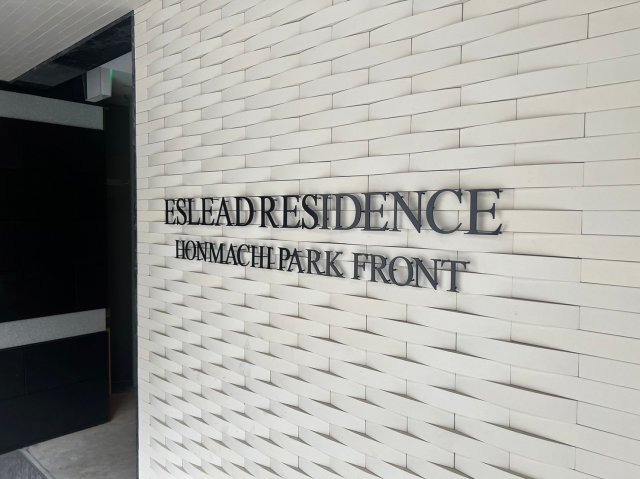 ESLEAD RESIDENCE
HONMACHI PARK FRONT